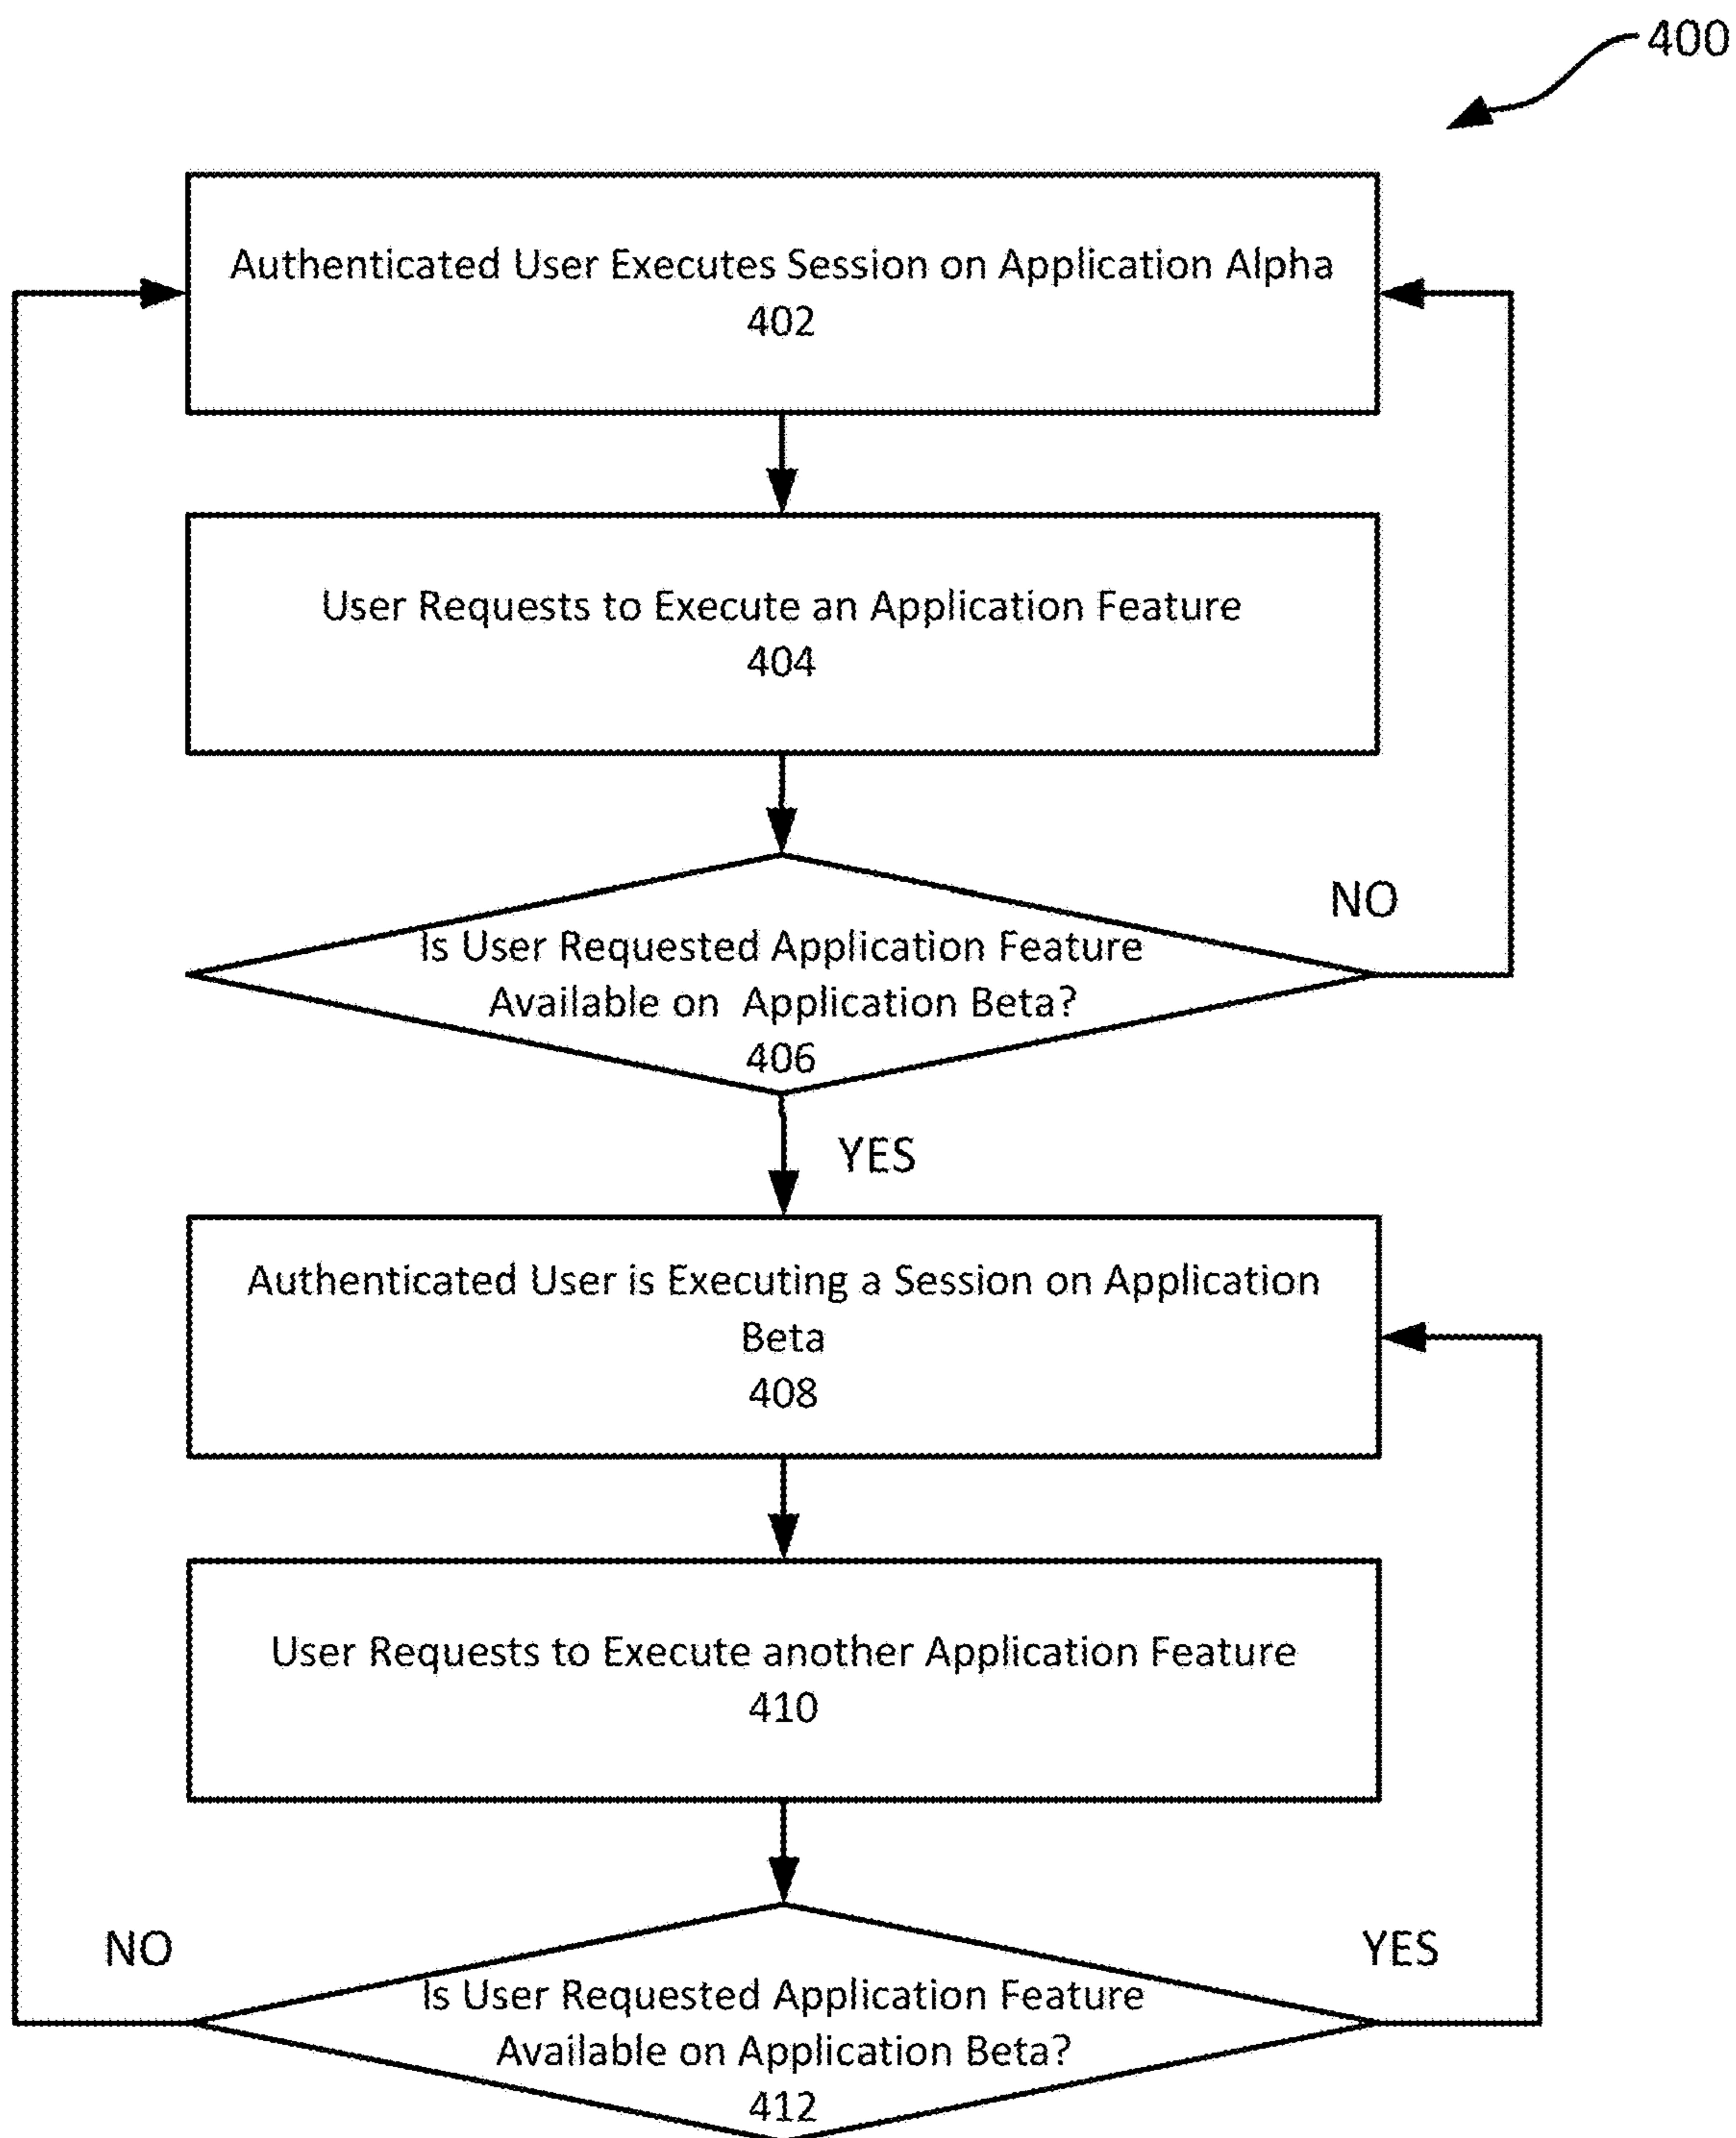 400
Authenticated User Executes Session on Application Alpha
402
User Requests to Execute an Application Feature
404
NO
Is User Requested Application Feature
Available on Application Beta?
406
YES
Authenticated User is Executing a Session on Application
Beta
408
User Requests to Execute another Application Feature
410
NO
YES
Is User Requested Application Feature
Available on Application Beta?
412